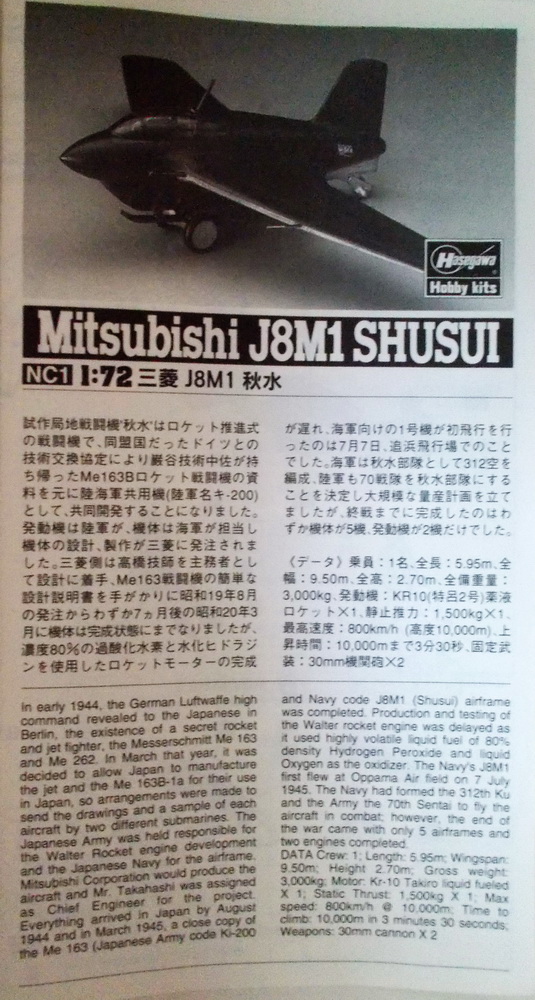 Hasegawa
Hobby kits
Mitsubishi J8M1 SHUSUI
NC1 1:72 三菱 J8M1 秋水
試作局地戦闘機'秋水'はロケット推進式
の戦闘機で、同盟国だったドイツとの
技術交換協定により巌谷技術中佐が持
ち帰ったMe163Bロケット戦闘機の資
料を元に陸海軍共用機(陸軍名キ-200)
として、共同開発することになりました。
発動機は陸軍が、機体は海軍が担当し
機体の設計、製作が三菱に発注されま
した。三菱側は高橋技師を主務者とし
て設計に着手、Me163戦闘機の簡単な
設計説明書を手がかりに昭和19年8月
の発注からわずか7ヵ月後の昭和20年3
月に機体は完成状態にまでなりましたが、
濃度80%の過酸化水素と水化ヒドラジ
ンを使用したロケットモーターの完成
が遅れ、海軍向けの1号機が初飛行を行
ったのは7月7日、追浜飛行場でのこと
でした。海軍は秋水部隊として312空を
編成、陸軍も70戦隊を秋水部隊にする
ことを決定し大規模な量産計画を立て
ましたが、終戦までに完成したのはわ
ずか機体が5機、発動機が2機だけでした。
《データ》乗員：1名、全長：5.95m、全
幅：9.50m、全高：2.70m、全備重量：
3,000kg、発動機：KR10(特呂2号)薬液
ロケット×1、静止推力：1,500kg×1、
最高速度：800km/h (高度10,000m)、上
昇時間：10,000mまで3分30秒、固定武
装：30mm機関砲×2
In early 1944, the German Luftwaffe high
command revealed to the Japanese in
Berlin, the existence of a secret rocket
and jet fighter, the Messerschmitt Me 163
and Me 262. In March that year, it was
decided to allow Japan to manufacture
the jet and the Me 163B-1a for their use
in Japan, so arrangements were made to
send the drawings and a sample of each
aircraft by two different submarines. The
Japanese Army was held responsible for
the Walter Rocket engine development
and the Japanese Navy for the airframe.
Mitsubishi Corporation would produce the
aircraft and Mr. Takahashi was assigned
as Chief Engineer for the project.
Everything arrived in Japan by August
1944 and in March 1945, a close copy of
the Me 163 (Japanese Army code Ki-200
and Navy code J8M1 (Shusui) airframe
was completed. Production and testing of
the Walter rocket engine was delayed as
it used highly volatile liquid fuel of 80%
density Hydrogen Peroxide and liquid
Oxygen as the oxidizer. The Navy's J8M1
first flew at Oppama Air field on 7 July
1945. The Navy had formed the 312th Ku
and the Army the 70th Sentai to fly the
aircraft in combat; however, the end of
the war came with only 5 airframes and
two engines completed.
DATA Crew: 1; Length: 5.95m; Wingspan:
9.50m; Height 2.70m; Gross weight:
3,000kg; Motor: Kr-10 Takiro liquid fueled
X 1; Static Thrust: 1,500kg X 1; Max
speed: 800km/h @ 10,000m; Time to
climb: 10,000m in 3 minutes 30 seconds;
Weapons: 30mm cannon X 2